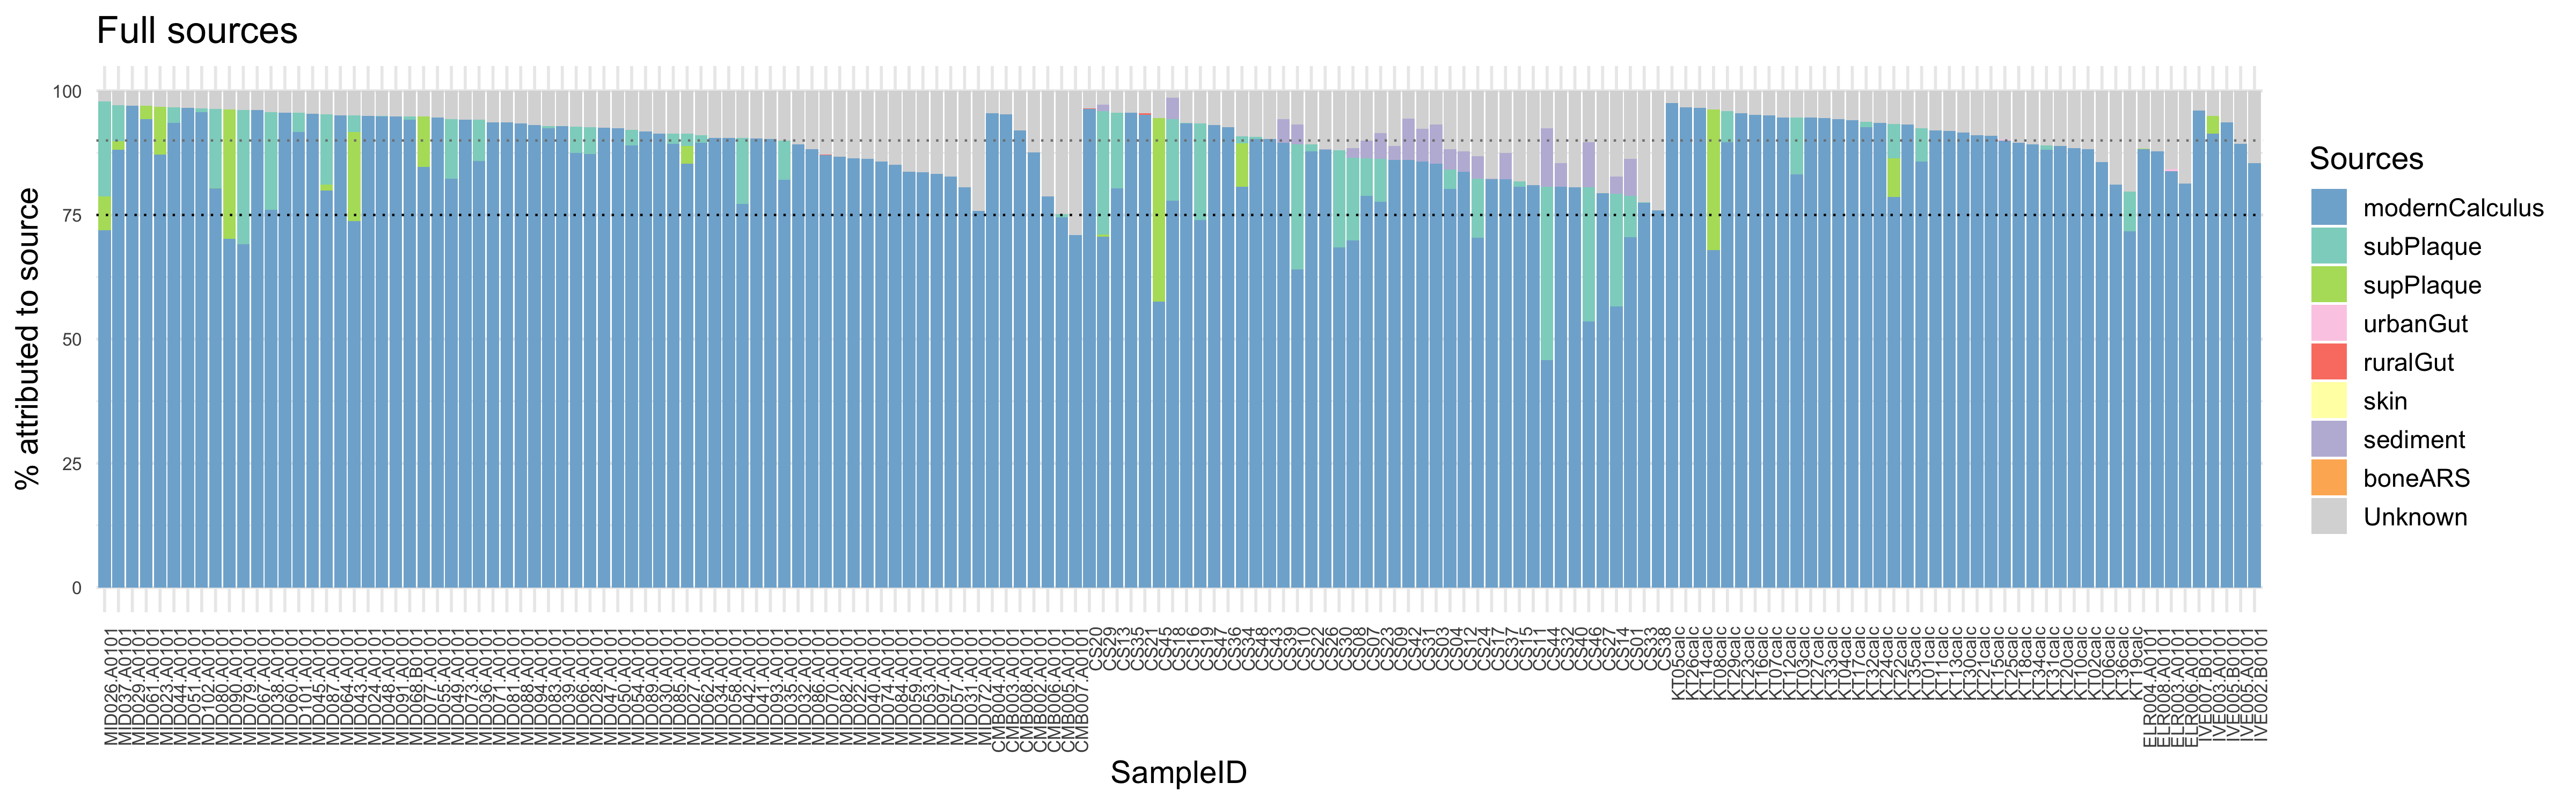 Full sources
% attributed to source
100
75
50
25
0
MID026.A0101
MID037.A0101
MID029.A0101
MID061.A0101
MID023.A0101
MID044.A0101
MID051.A0101
MID102.A0101
MID080.A0101
MID090.A0101
MID079.A0101
MID067.A0101
MID038.A0101
MID060.A0101
MID101.A0101
MID045.A0101
MID087.A0101
MID064.A0101
MID043.A0101
MID024.A0101
MID048.A0101
MID091.A0101
MID068.B0101
MID077.A0101
MID055.A0101
MID049.A0101
MID073.A0101
MID036.A0101
MID071.A0101
MID081.A0101
MID088.A0101
MID094.A0101
MID083.A0101
MID039.A0101
MID066.A0101
MID028.A0101
MID047.A0101
MID050.A0101
MID054.A0101
MID089.A0101
MID030.A0101
MID085.A0101
MID027.A0101
MID062.A0101
MID034.A0101
MID058.A0101
MID042.A0101
MID041.A0101
MID093.A0101
MID035.A0101
MID032.A0101
MID086.A0101
MID070.A0101
MID082.A0101
MID022.A0101
MID040.A0101
MID074.A0101
MID084.A0101
MID059.A0101
MID053.A0101
MID097.A0101
MID057.A0101
MID031.A0101
MID072.A0101
CMB004.A0101
CMB003.A0101
CMB008.A0101
CMB002.A0101
CMB006.A0101
CMB005.A0101
CMB007.A0101
CS20
CS29
CS13
CS35
CS21
CS45
CS18
CS16
CS19
CS47
CS36
CS34
CS48
CS43
CS39
CS10
CS22
CS26
CS30
CS08
CS07
CS23
CS09
CS42
CS31
CS03
CS04
CS12
CS24
CS17
CS37
CS15
CS11
CS44
CS32
CS40
CS46
CS27
CS14
CS01
CS33
CS38
KT05calc
KT26calc
KT14calc
KT08calc
KT29calc
KT23calc
KT16calc
KT07calc
KT12calc
KT03calc
KT27calc
KT33calc
KT04calc
KT17calc
KT32calc
KT24calc
KT22calc
KT35calc
KT01calc
KT11calc
KT13calc
KT30calc
KT21calc
KT15calc
KT25calc
KT18calc
KT34calc
KT31calc
KT20calc
KT10calc
KT02calc
KT06calc
KT36calc
KT19calc
ELR004.A0101
ELR008.A0101
ELR003.A0101
ELR006.A0101
IVE007.B0101
IVE003.A0101
IVE005.B0101
IVE005.A0101
IVE002.B0101
SampleID
Sources
modernCalculus
subPlaque
supPlaque
urbanGut
ruralGut
skin
sediment
boneARS
Unknown